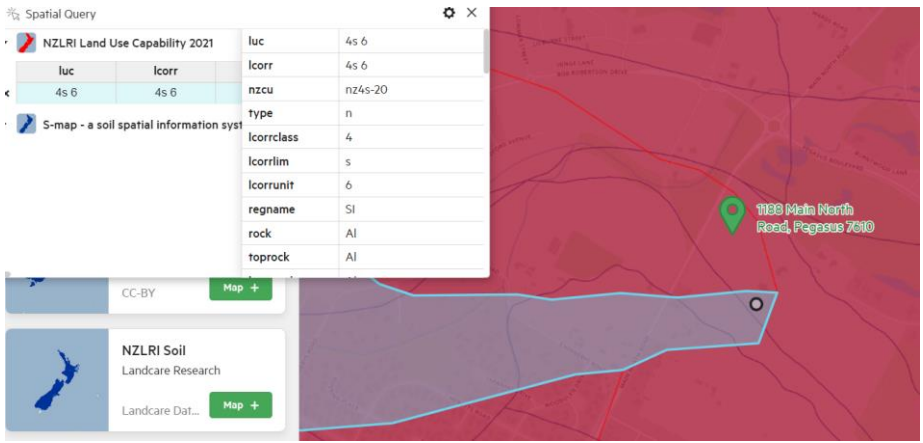 Spatial Query
NZLRI Land Use Capability 2021
luc lcorr
4s 6 4s 6
S-map - a soil spatial information syst
luc 4s 6
lcorr 4s 6
nzcu nz4s-20
type n
lcorrclass 4
lcorrlim s
lcorrunit 6
regname SI
rock Al
toprock Al
CC-BY
Map +
NZLRI Soil
Landcare Research
Landcare Dat...
Map +
1188 Main North
Road, Pegasus 7610